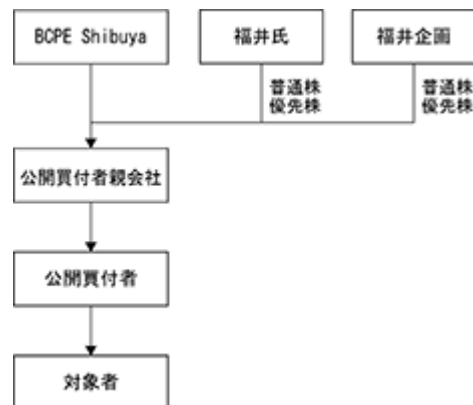 BCPE Shibuya
福井氏
福井企画
普通株
優先株
普通株
優先株
公開買付者親会社
公開買付者
対象者